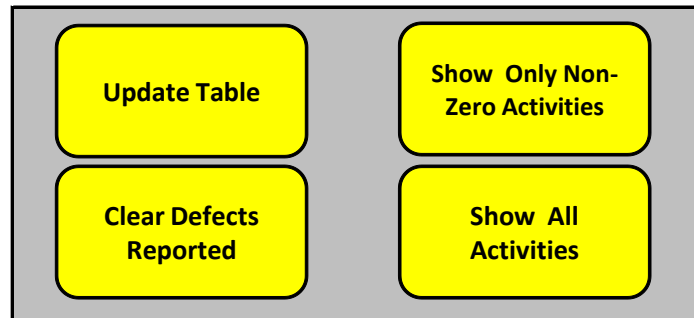 Update Table
Show  Only Non-
Zero Activities
Clear Defects
Reported
Show  All
Activities